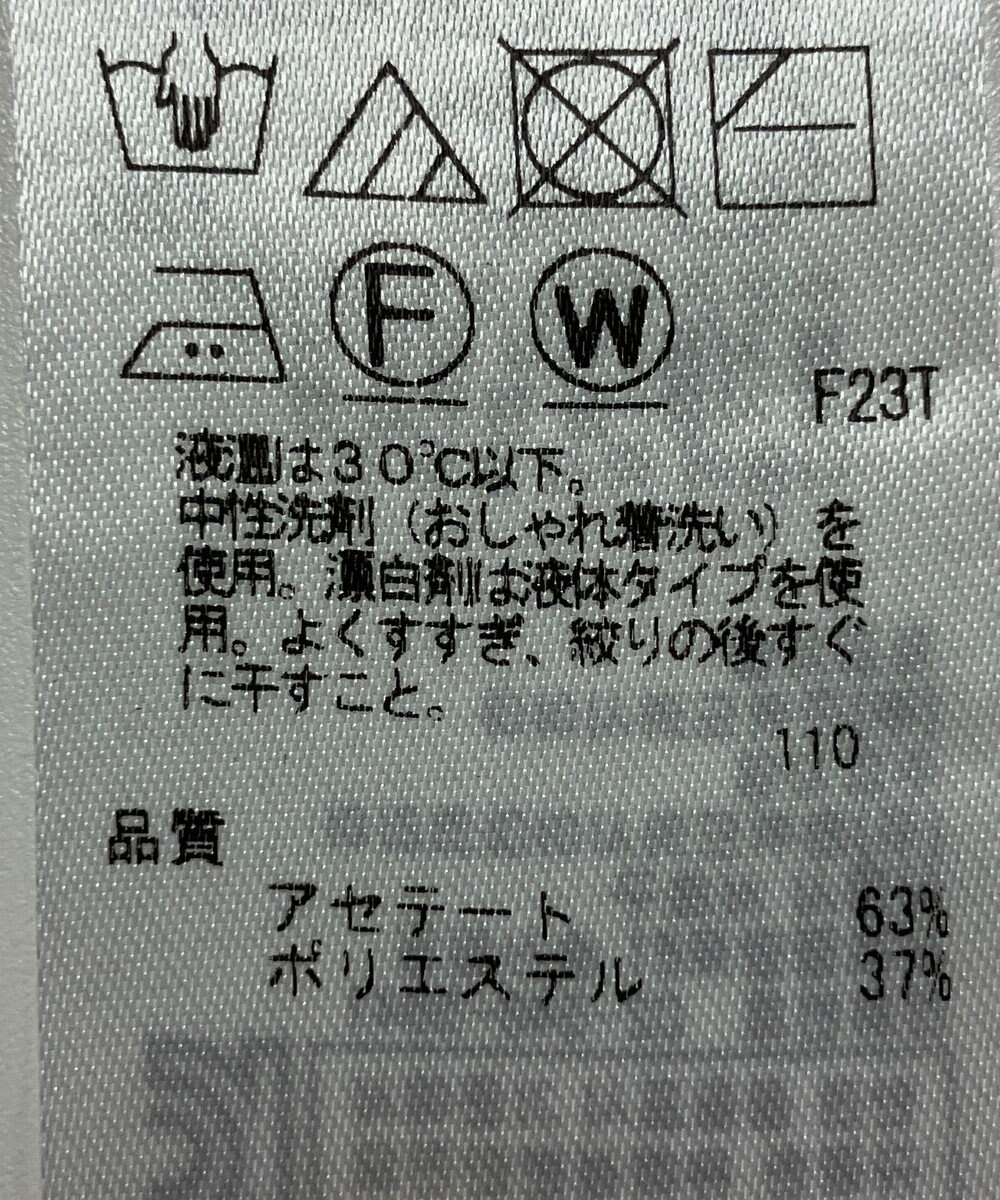 F
W
F23T
液温は30℃以下。
中性洗剤（おしゃれ着洗い）を
使用。漂白剤は液体タイプを使
用。よくすすぎ、絞りの後すぐ
に干すこと。
110
品質
アセテート 63%
ポリエステル 37%